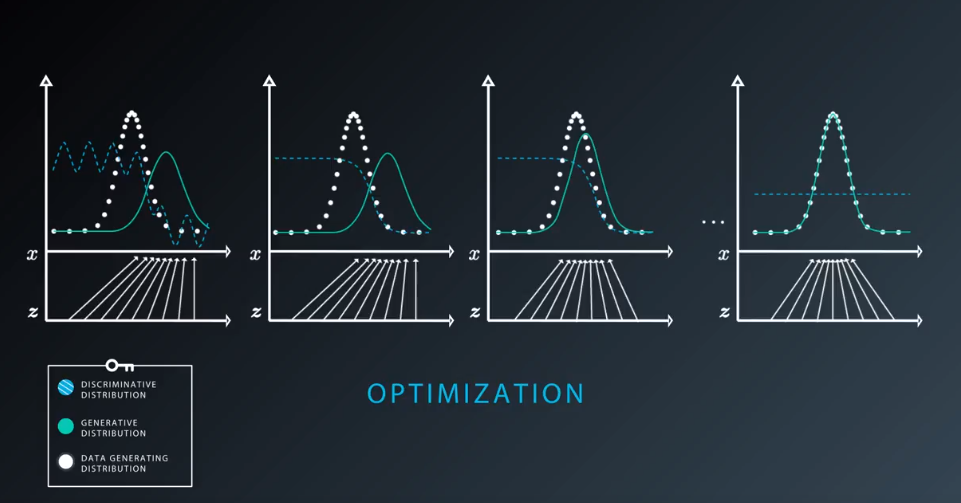 x
z
x
z
x
z
...
x
z
DISCRIMINATIVE
DISTRIBUTION
GENERATIVE
DISTRIBUTION
DATA GENERATING
DISTRIBUTION
OPTIMIZATION